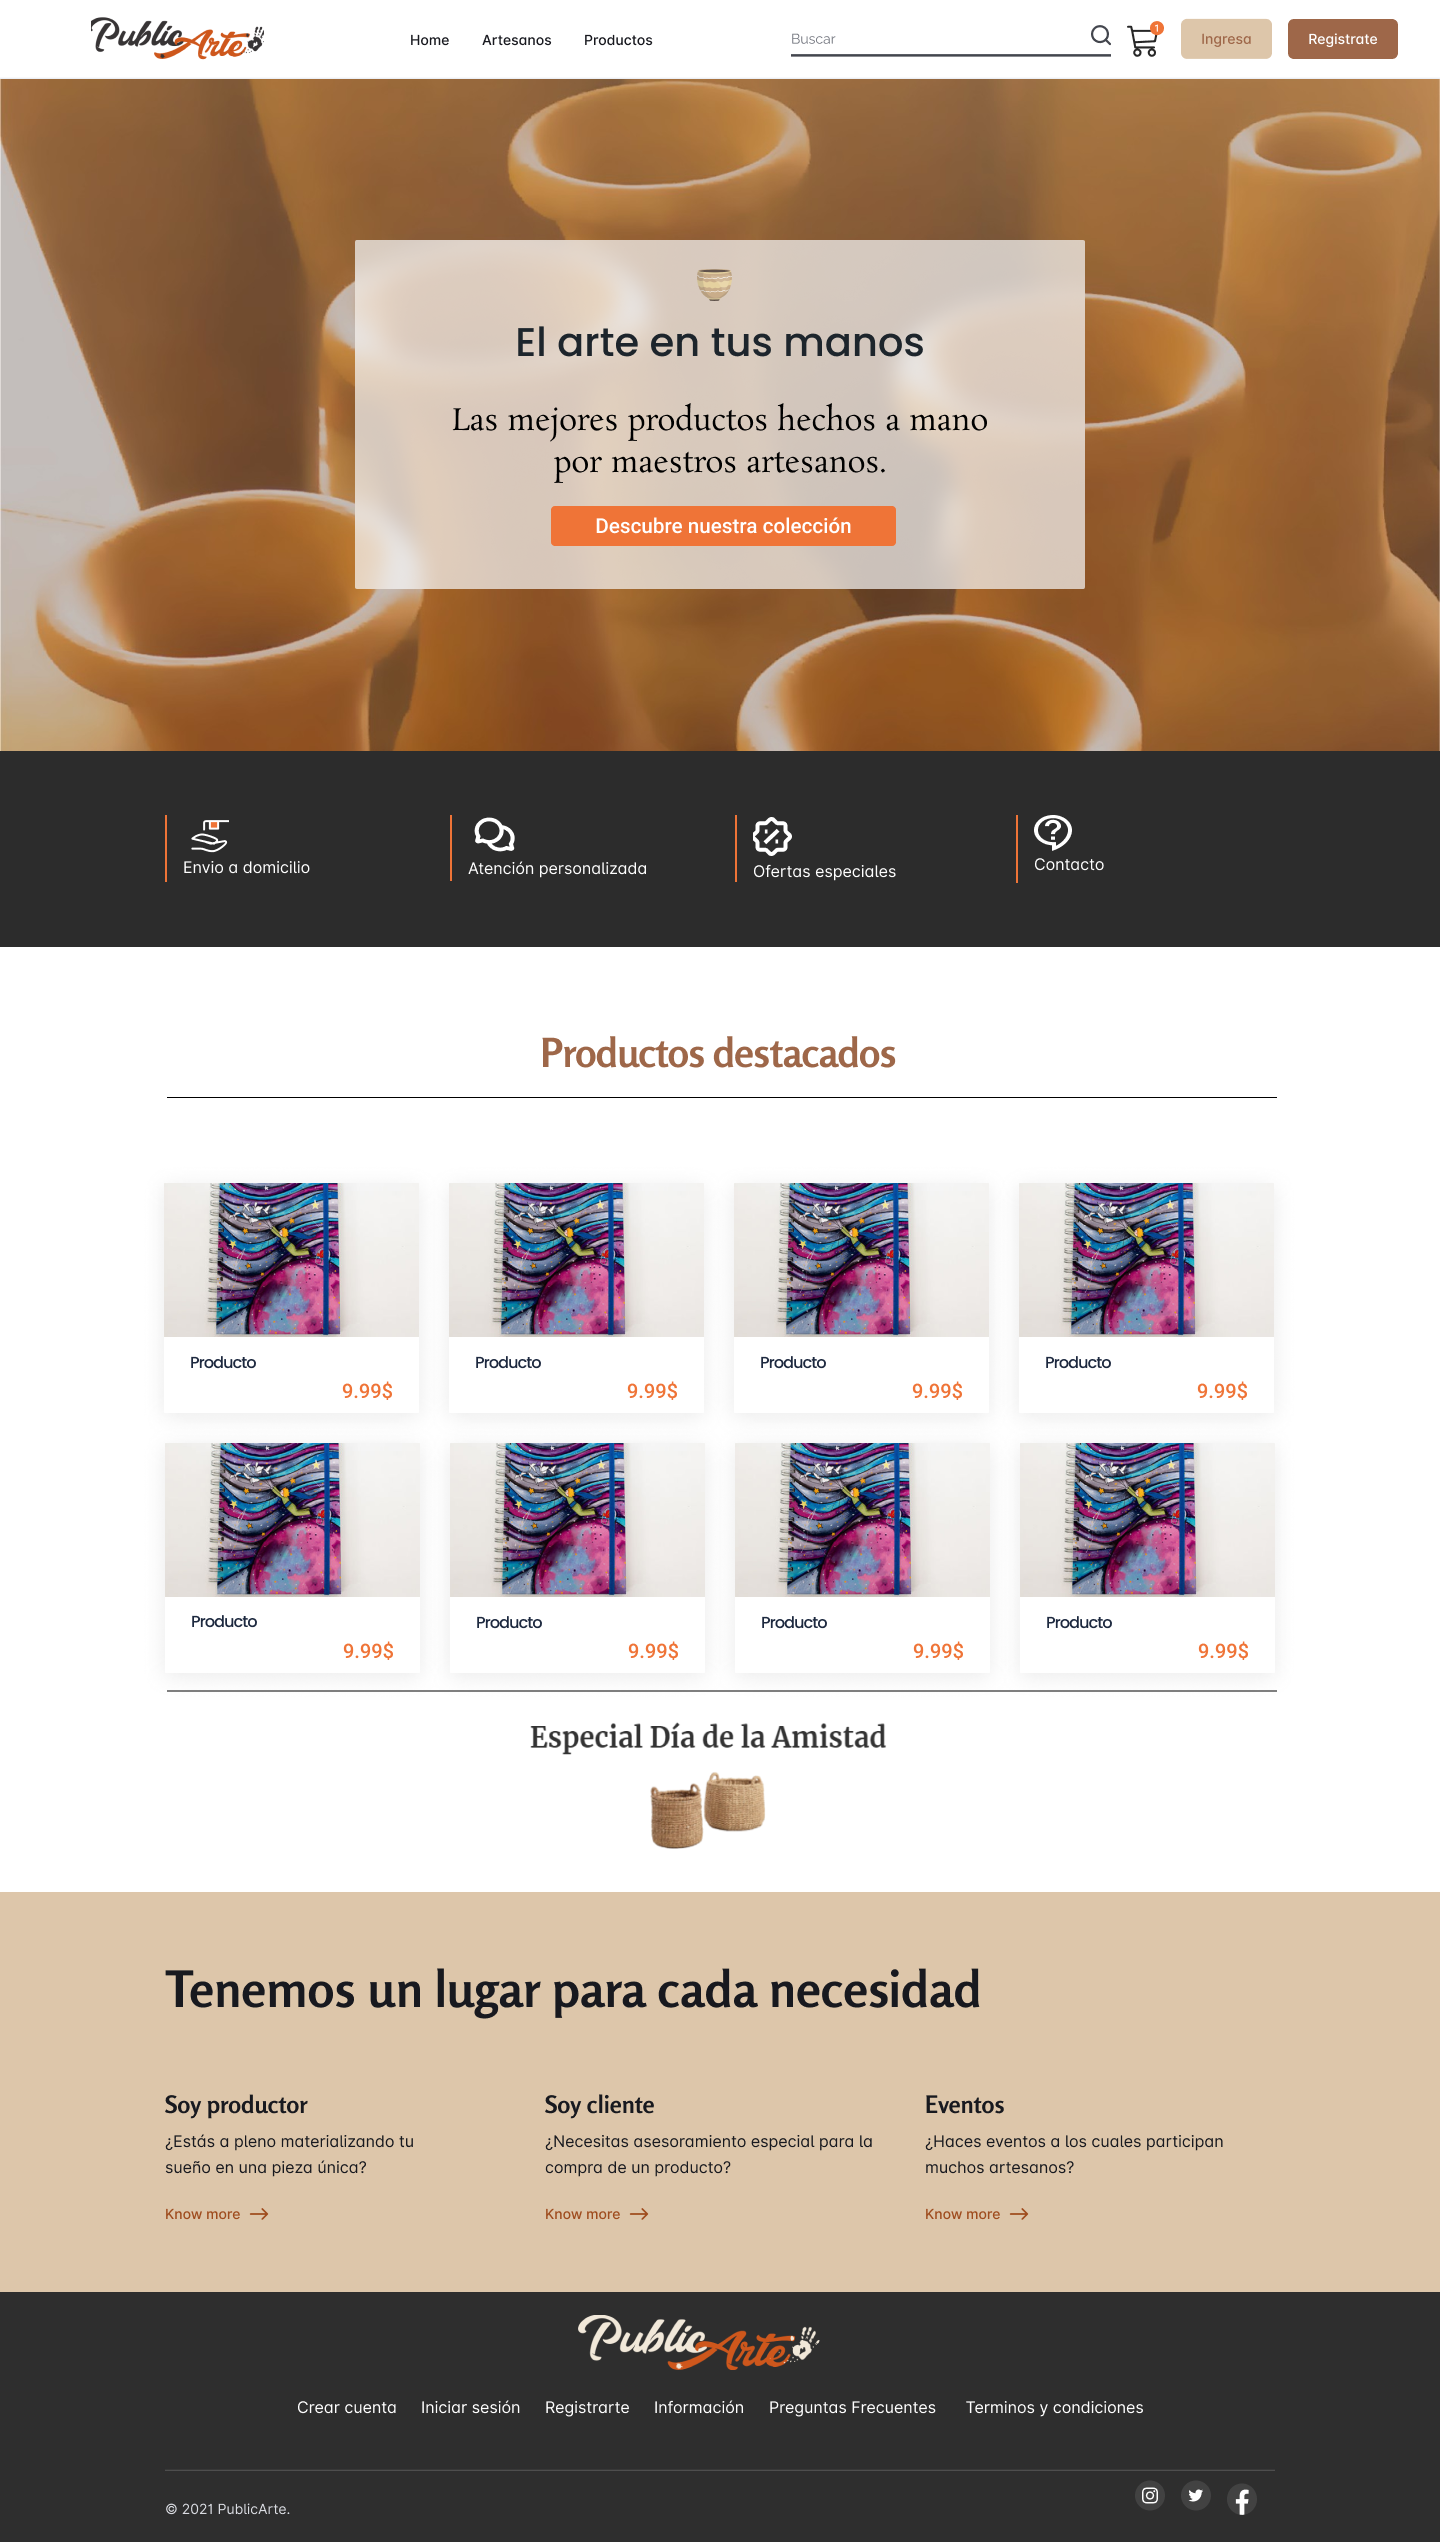 PublicArte
Home Artesanos Productos
Buscar
1
Ingresa
Registrate
El arte en tus manos
Las mejores productos hechos a mano
por maestros artesanos.
Descubre nuestra colección
Envio a domicilio
Atención personalizada
Ofertas especiales
Contacto
Productos destacados
Producto
9.99$
Producto
9.99$
Producto
9.99$
Producto
9.99$
Producto
9.99$
Producto
9.99$
Producto
9.99$
Producto
9.99$
Especial Día de la Amistad
Tenemos un lugar para cada necesidad
Soy productor
¿Estás a pleno materializando tu
sueño en una pieza única?
Know more
Soy cliente
¿Necesitas asesoramiento especial para la
compra de un producto?
Know more
Eventos
¿Haces eventos a los cuales participan
muchos artesanos?
Know more
PublicArte
Crear cuenta Iniciar sesión Registrarte Información Preguntas Frecuentes Terminos y condiciones
© 2021 PublicArte.